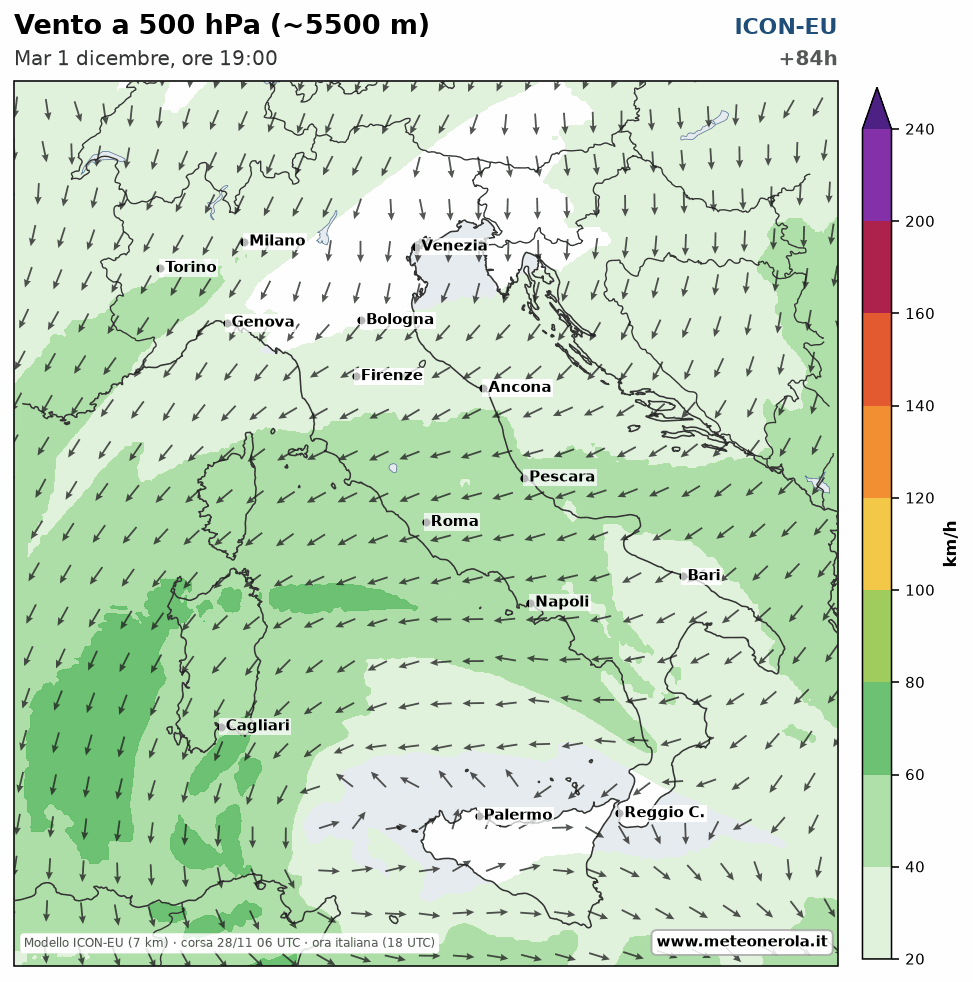 Vento a 500 hPa (~5500 m)
ICON-EU
Mar 1 dicembre, ore 19:00
+84h
240
200
160
140
120
100
80
60
40
20
km/h
Milano
Venezia
Torino
Genova
Bologna
Firenze
Ancona
Pescara
Roma
Bari
Napoli
Cagliari
Palermo
Reggio C.
Modello ICON-EU (7 km) · corsa 28/11 06 UTC · ora italiana (18 UTC)
www.meteonerola.it